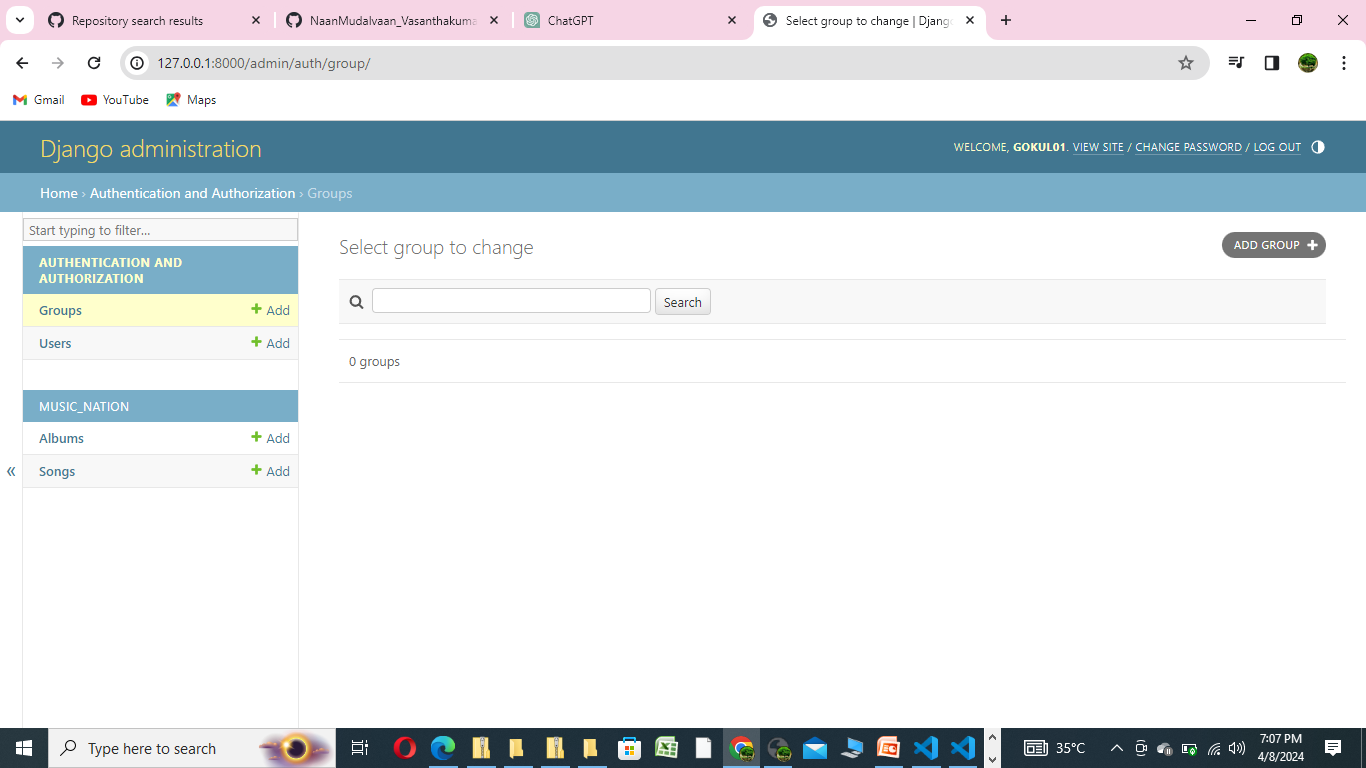 Repository search results
NaanMudalvaan_Vasanthakuma
ChatGPT
Select group to change | Django
127.0.0.1:8000/admin/auth/group/
Gmail YouTube Maps
Django administration
WELCOME, GOKUL01. VIEW SITE / CHANGE PASSWORD / LOG OUT
Home › Authentication and Authorization › Groups
Start typing to filter...
AUTHENTICATION AND
AUTHORIZATION
Groups + Add
Users + Add
MUSIC_NATION
Albums + Add
Songs + Add
«
Select group to change
ADD GROUP +
Search
0 groups
Type here to search
35°C
7:07 PM
4/8/2024